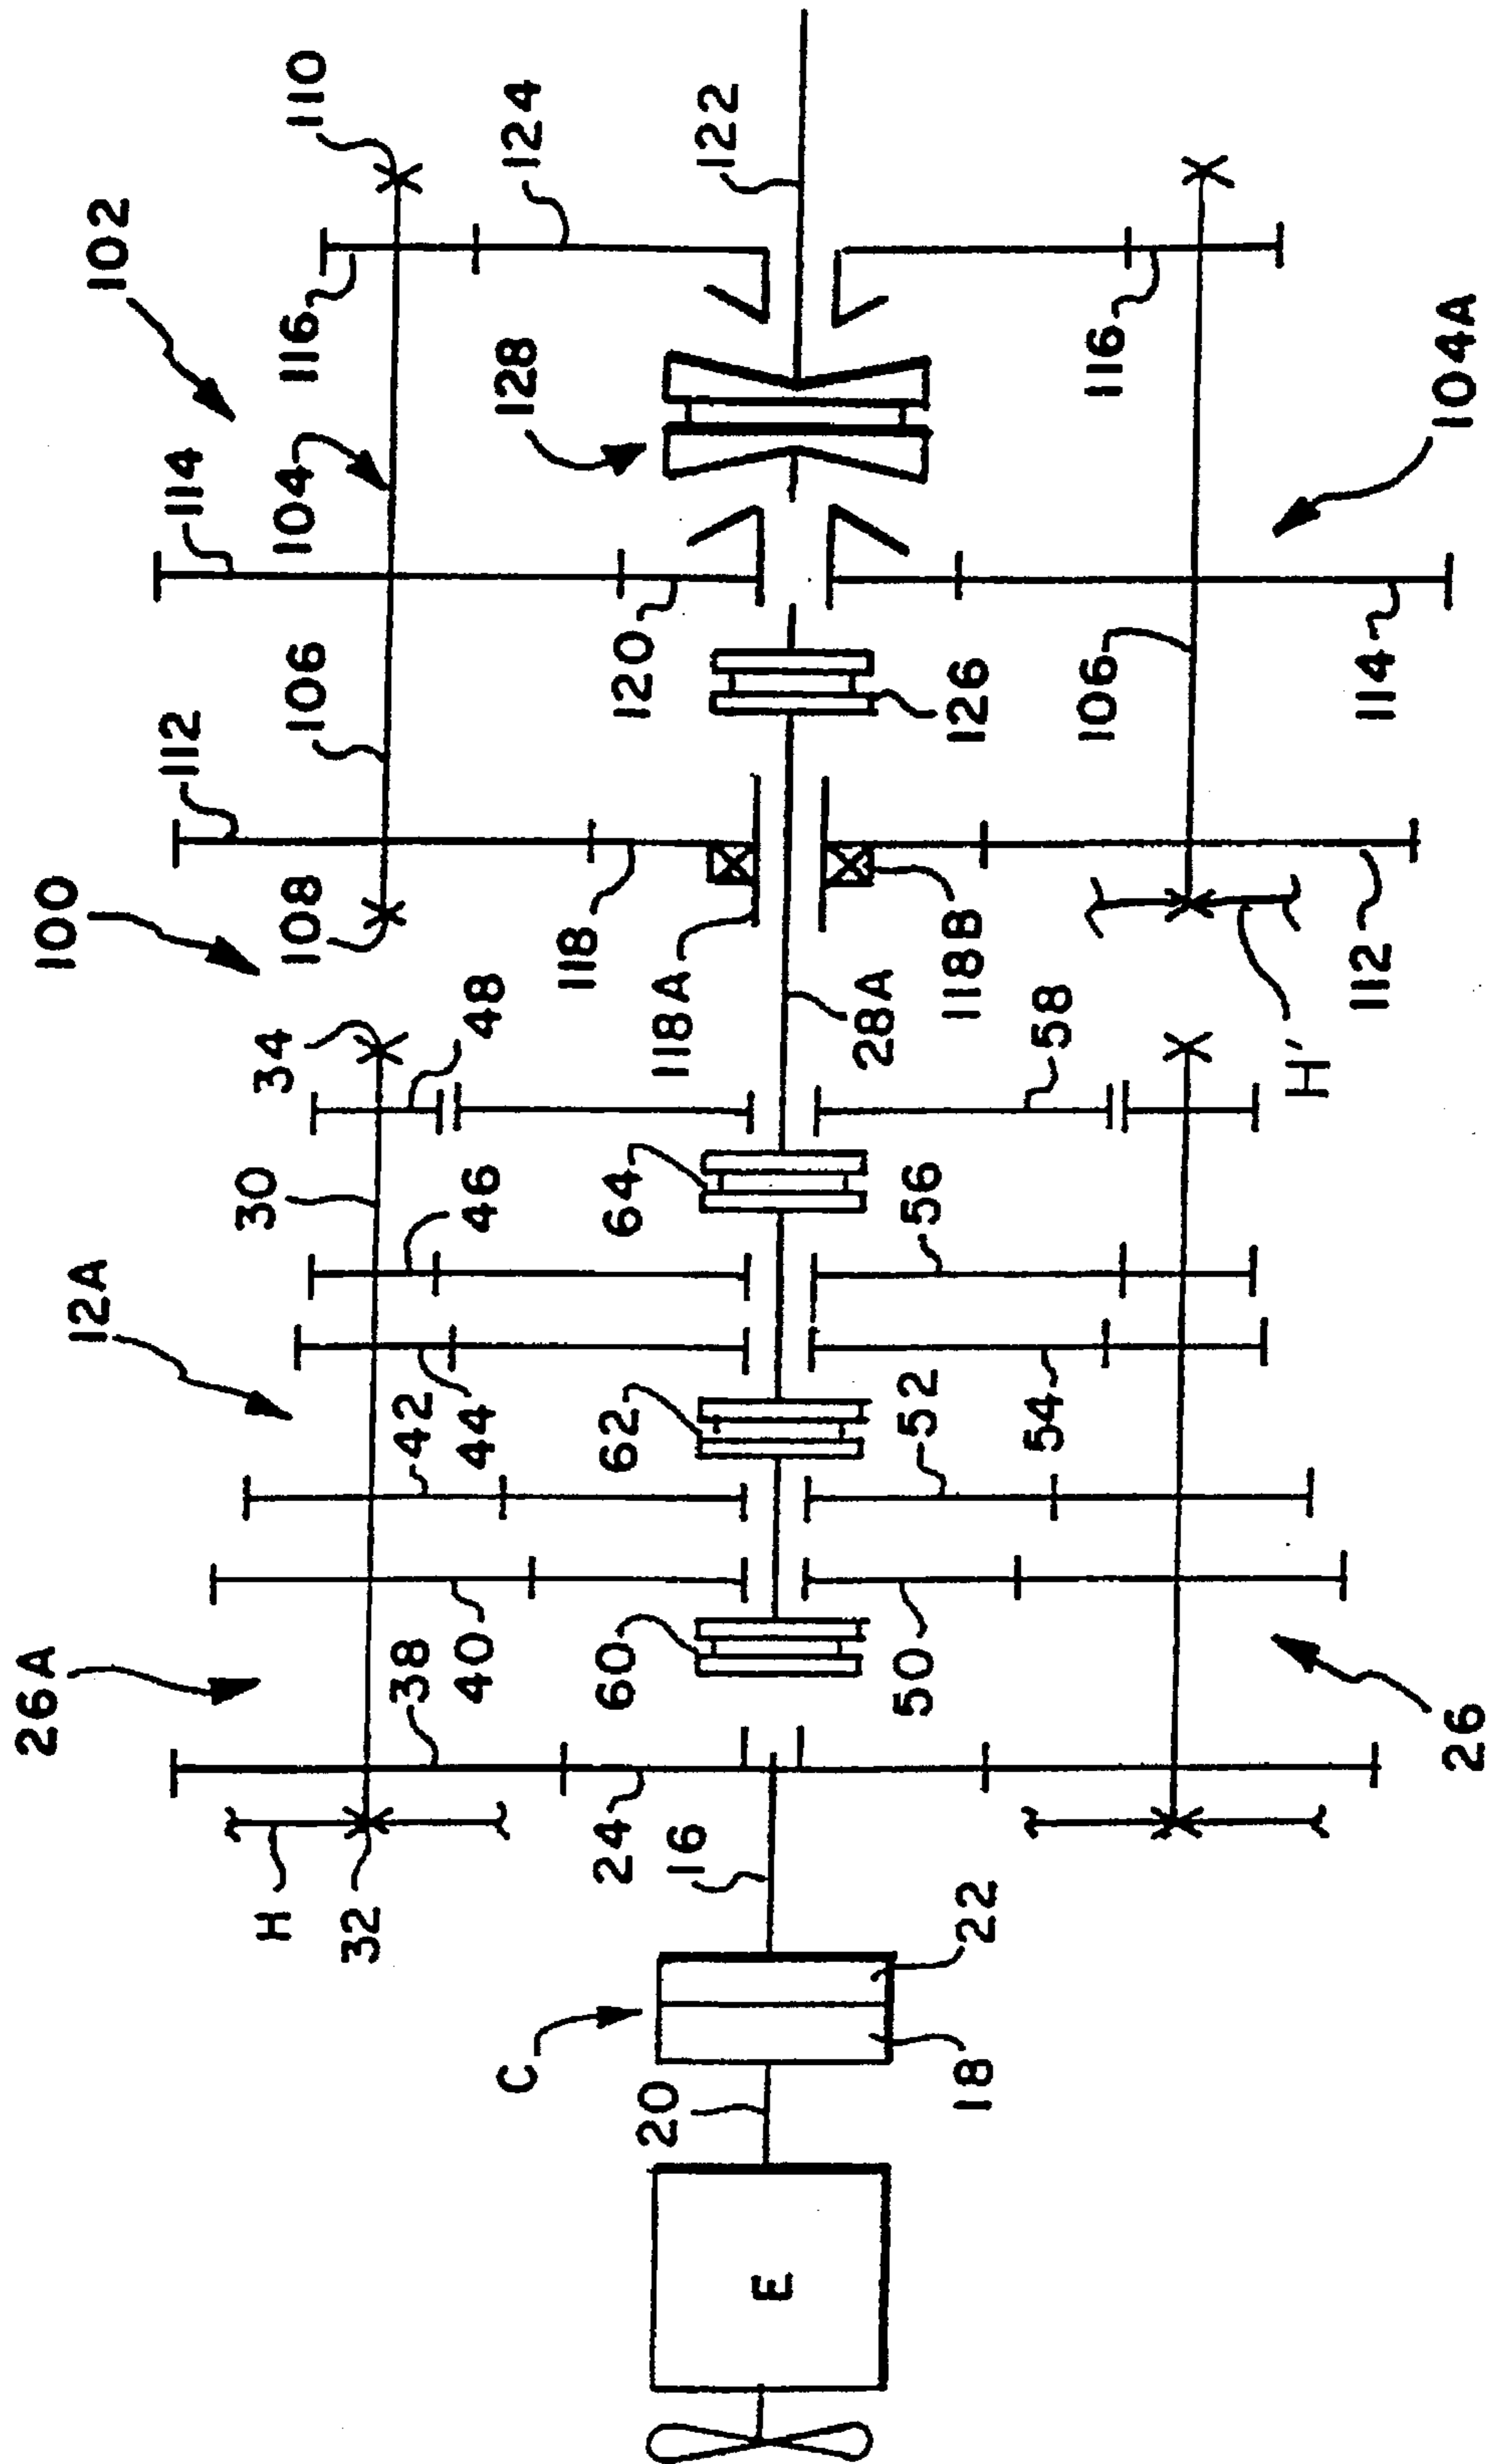 26A 12A 100 102
112 114
H 30 34 108 106 104 116 110
32 38 42
40 44 46 48
C 128 124
118
24 60 62 64 120
20 16 118A 122
E
28A
50 52 56
18 22 118B 126
54 58
106 116
H'
112 114
26 104A